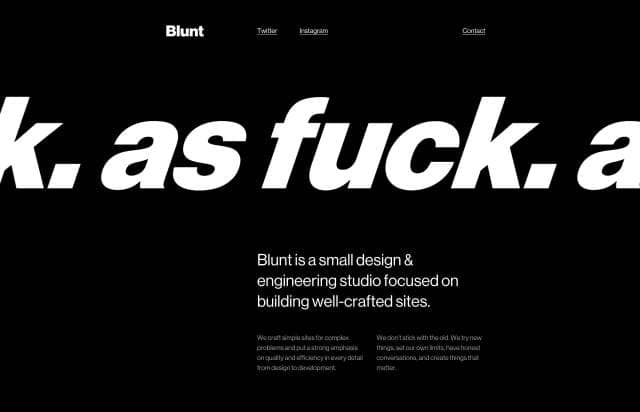 Blunt
Twitter
Instagram
Contact
k. as fuck. a
Blunt is a small design &
engineering studio focused on
building well-crafted sites.
We craft simple sites for complex
problems and put a strong emphasis
on quality and efficiency in every detail
from design to development.
We don't stick with the old. We try new
things, set our own limits, have honest
conversations, and create things that
matter.